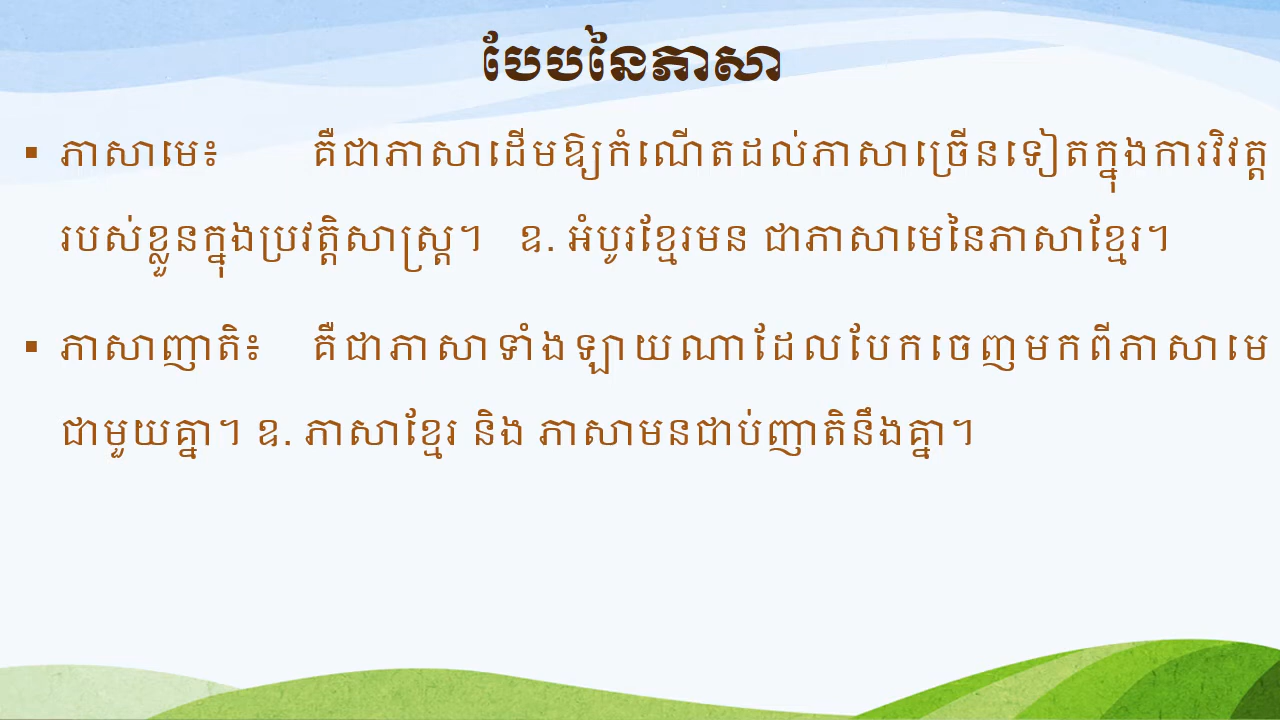 បែបនៃភាសា
▪ ភាសាមេ៖ គឺជាភាសាដើមឱ្យកំណើតដល់ភាសាច្រើនទៀតក្នុងការវិវត្ត
របស់ខ្លួនក្នុងប្រវត្តិសាស្ត្រ។ ឧ. អំបូរខ្មែរមន ជាភាសាមេនៃភាសាខ្មែរ។
▪ ភាសាញាតិ៖ គឺជាភាសាទាំងឡាយណាដែលបែកចេញមកពីភាសាមេ
ជាមួយគ្នា។ ឧ. ភាសាខ្មែរ និង ភាសាមនជាប់ញាតិនឹងគ្នា។